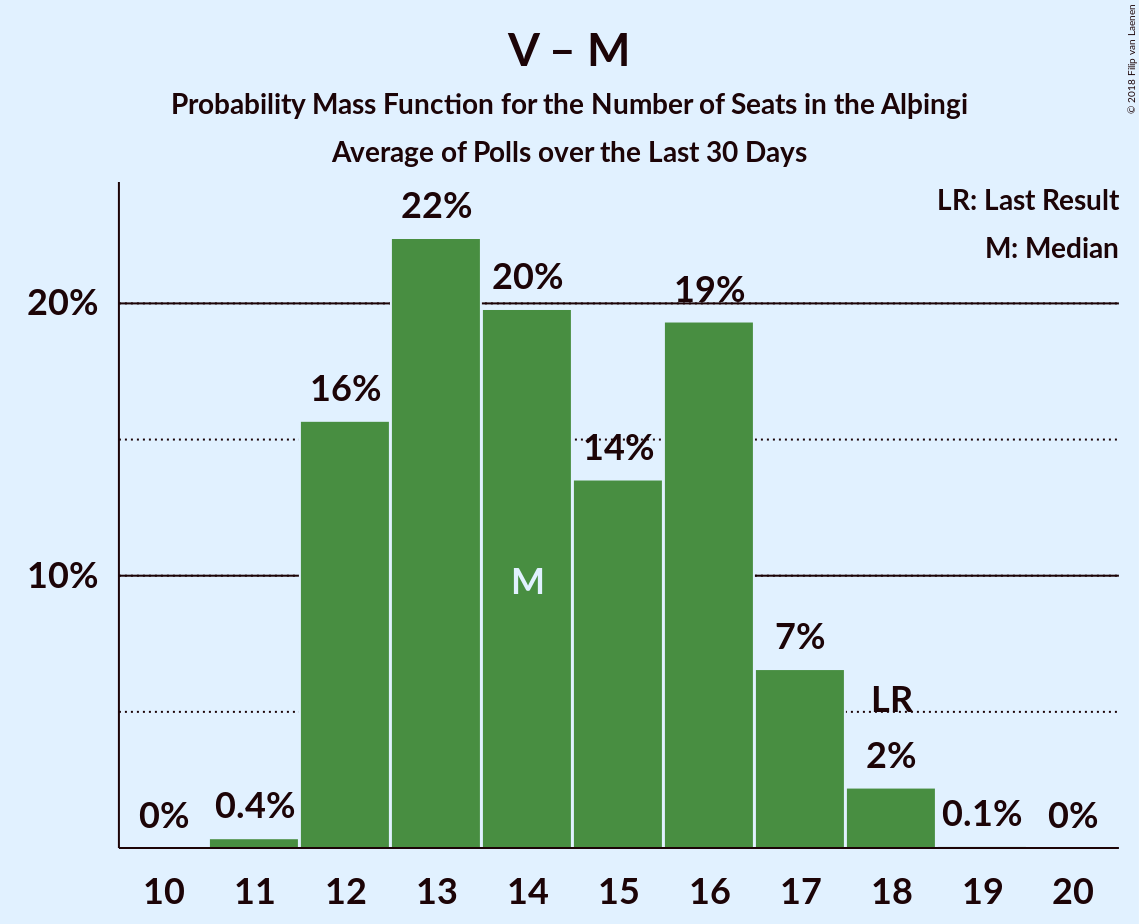 V – M
Probability Mass Function for the Number of Seats in the Alþingi
Average of Polls over the Last 30 Days
© 2018 Filip van Laenen
LR: Last Result
M: Median
22%
20%
19%
20%
16%
14%
M
10%
7%
LR
2%
0%
0.4%
0.1%
0%
10 11 12 13 14 15 16 17 18 19 20